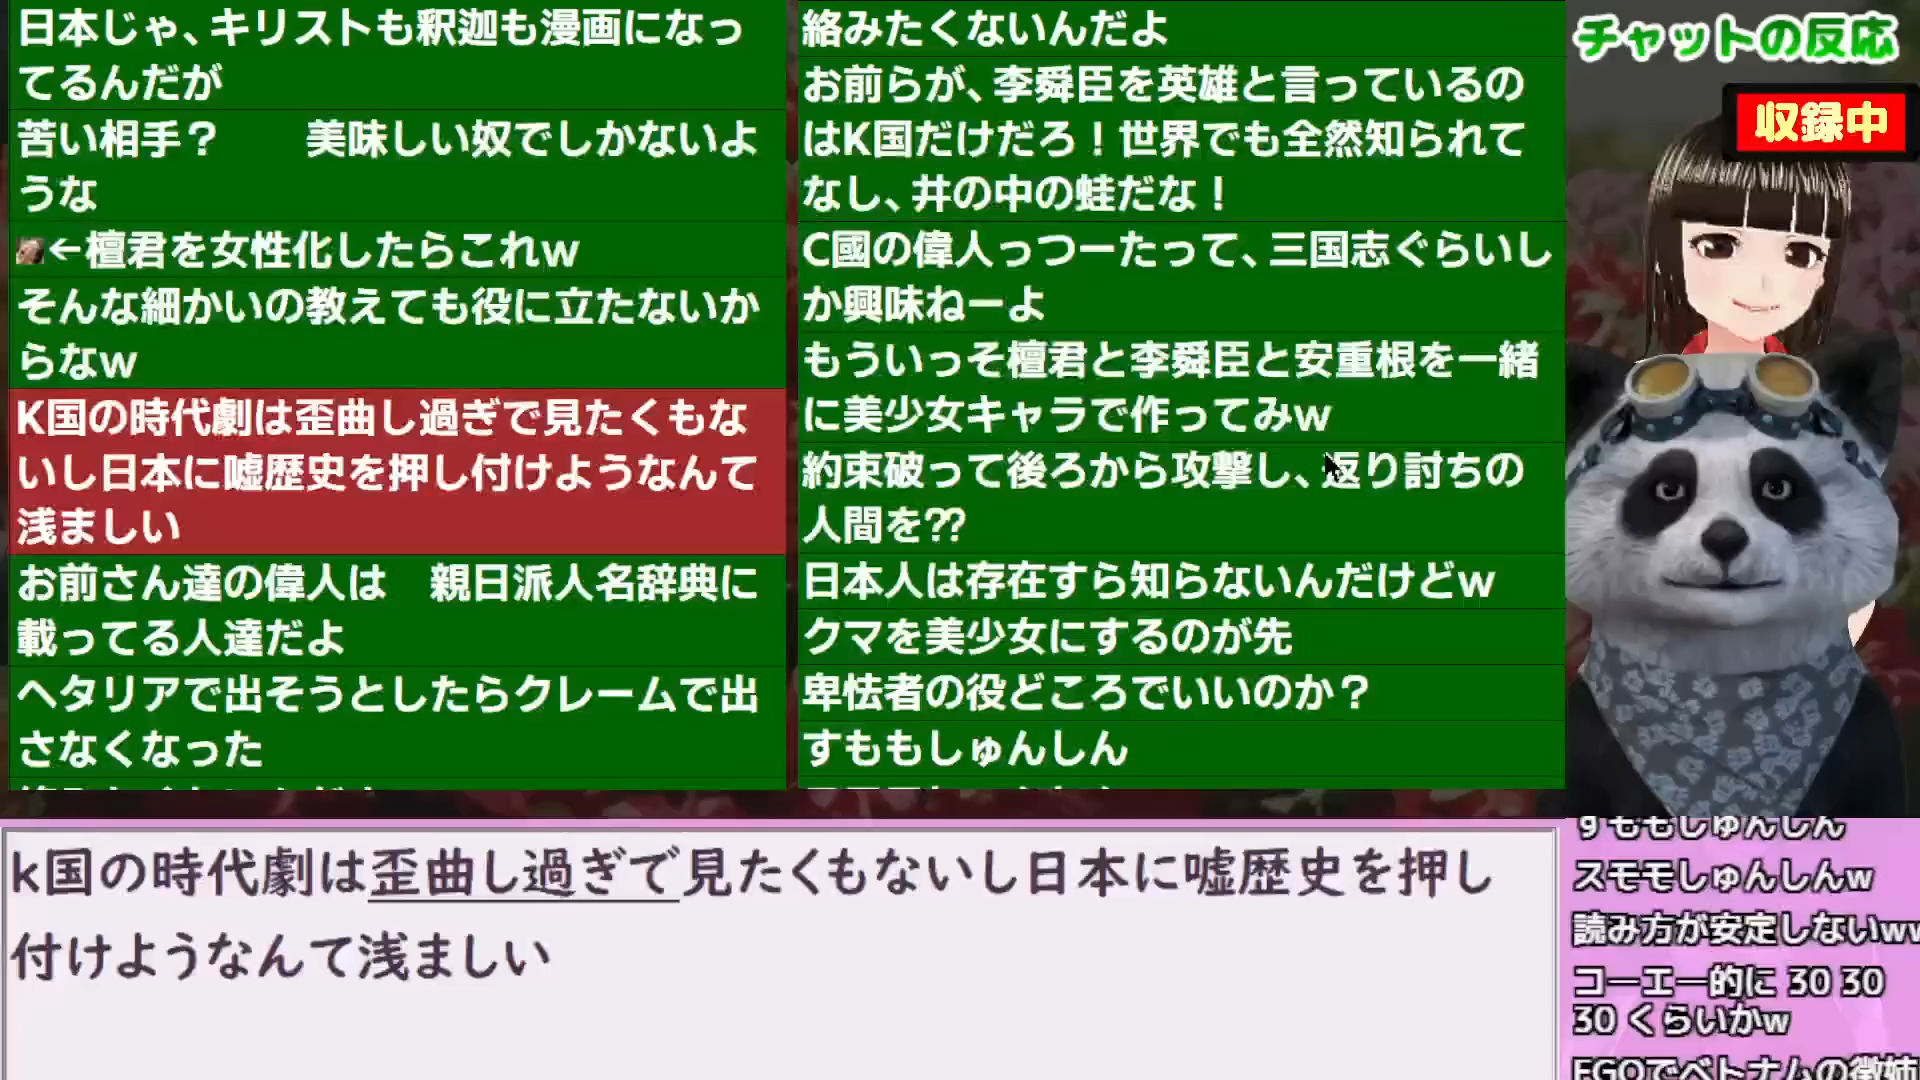 日本じゃ、キリストも釈迦も漫画になっ
てるんだが
苦い相手？　　美味しい奴でしかないよ
うな
←檀君を女性化したらこれw
そんな細かいの教えても役に立たないか
らなw
K国の時代劇は歪曲し過ぎで見たくもな
いし日本に嘘歴史を押し付けようなんて
浅ましい
お前さん達の偉人は　親日派人名辞典に
載ってる人達だよ
ヘタリアで出そうとしたらクレームで出
さなくなった
絡みたくないんだよ
お前らが、李舜臣を英雄と言っているの
はK国だけだろ！世界でも全然知られて
なし、井の中の蛙だな！
C國の偉人っつーたって、三国志ぐらいし
か興味ねーよ
もういっそ檀君と李舜臣と安重根を一緒
に美少女キャラで作ってみw
約束破って後ろから攻撃し、返り討ちの
人間を⁇
日本人は存在すら知らないんだけどw
クマを美少女にするのが先
卑怯者の役どころでいいのか？
すももしゅんしん
チャットの反応
収録中
k国の時代劇は歪曲し過ぎで見たくもないし日本に嘘歴史を押し
付けようなんて浅ましい
すももしゅんしん
スモモしゅんしんw
読み方が安定しないww
コーエー的に 30 30
30 くらいかw
FGOでベトナムの徴姉